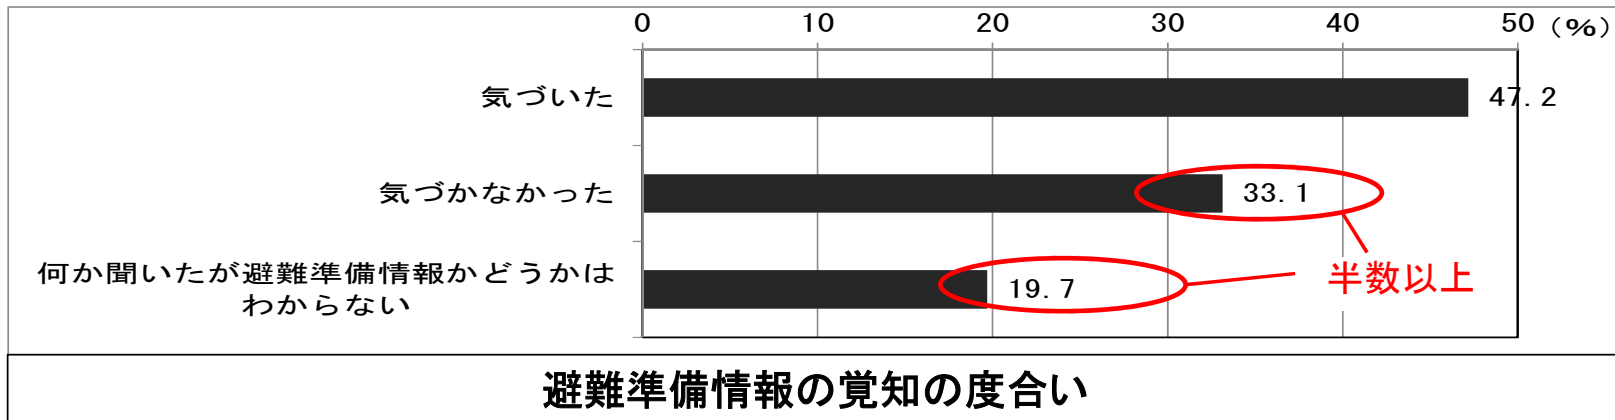 0 10 20 30 40 50 (%)
気づいた 47.2
気づかなかった 33.1
何か聞いたが避難準備情報かどうかは
わからない 19.7
半数以上
避難準備情報の覚知の度合い